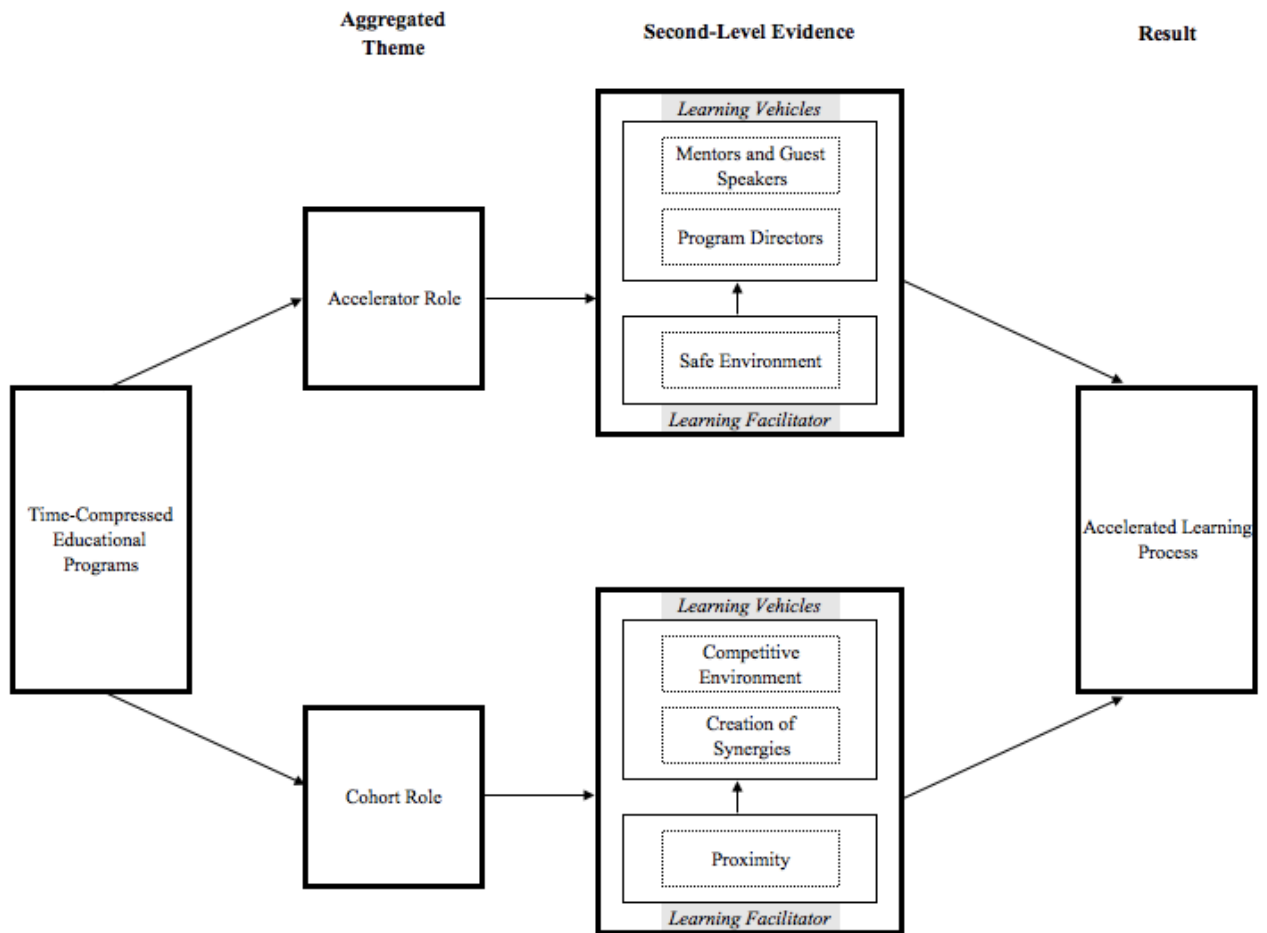 Aggregated
Theme
Second-Level Evidence
Result
Learning Vehicles
Mentors and Guest
Speakers
Program Directors
Accelerator Role
Safe Environment
Learning Facilitator
Time-Compressed
Educational
Programs
Accelerated Learning
Process
Learning Vehicles
Competitive
Environment
Creation of
Synergies
Cohort Role
Proximity
Learning Facilitator